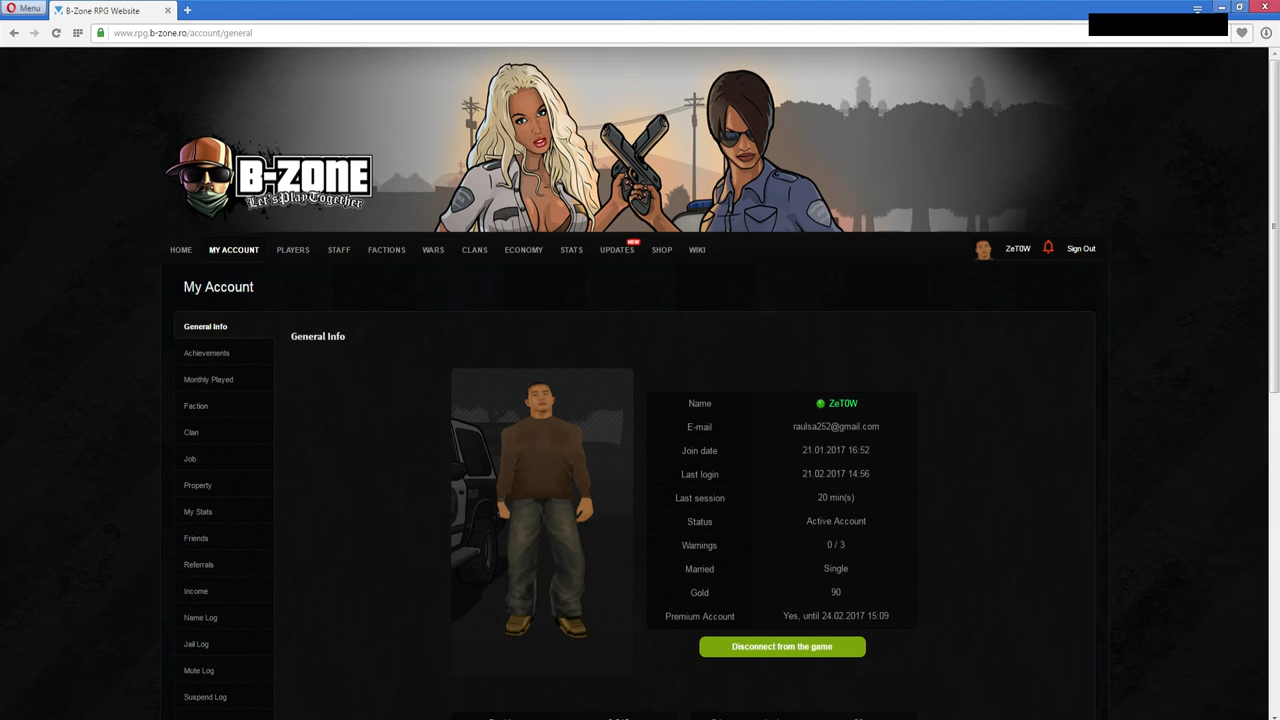 Menu
B-Zone RPG Website
www.rpg.b-zone.ro/account/general
B-ZONE
Let'sPlayTogether
HOME
MY ACCOUNT
PLAYERS
STAFF
FACTIONS
WARS
CLANS
ECONOMY
STATS
UPDATES
NEW
SHOP
WIKI
ZeT0W
Sign Out
My Account
General Info
Achievements
Monthly Played
Faction
Clan
Job
Property
My Stats
Friends
Referrals
Income
Name Log
Jail Log
Mute Log
Suspend Log
General Info
Name ZeT0W
E-mail raulsa252@gmail.com
Join date 21.01.2017 16:52
Last login 21.02.2017 14:56
Last session 20 min(s)
Status Active Account
Warnings 0 / 3
Married Single
Gold 90
Premium Account Yes, until 24.02.2017 15:09
Disconnect from the game